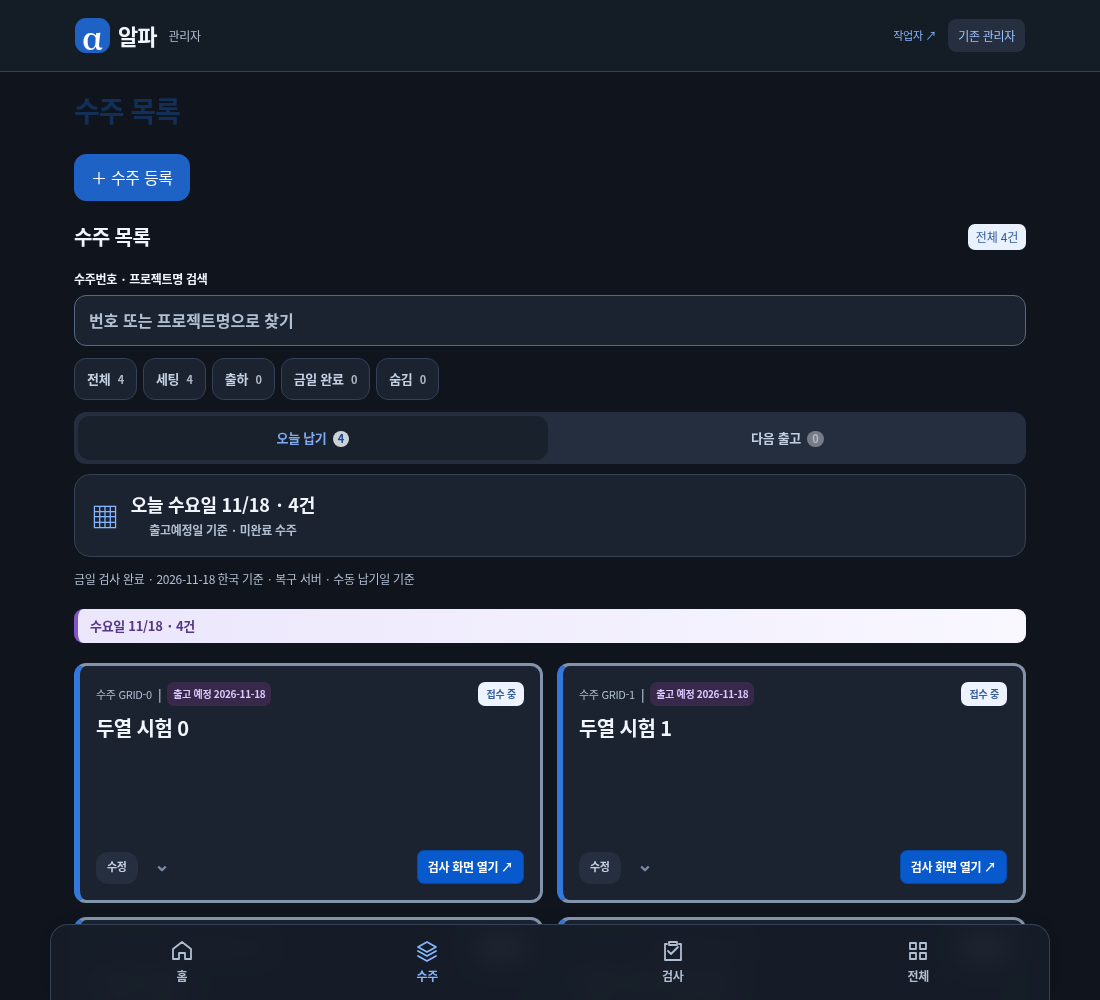 α 알파 관리자 작업자 ↗ 기존 관리자
수주 목록
+ 수주 등록
수주 목록 전체 4건
수주번호 · 프로젝트명 검색
번호 또는 프로젝트명으로 찾기
전체 4 세팅 4 출하 0 금일 완료 0 숨김 0
오늘 납기 4 다음 출고 0
오늘 수요일 11/18 · 4건
출고예정일 기준 · 미완료 수주
금일 검사 완료 · 2026-11-18 한국 기준 · 복구 서버 · 수동 납기일 기준
수요일 11/18 · 4건
수주 GRID-0 | 출고 예정 2026-11-18 접수 중
두열 시험 0
수정 검사 화면 열기 ↗
수주 GRID-1 | 출고 예정 2026-11-18 접수 중
두열 시험 1
수정 검사 화면 열기 ↗
홈 수주 검사 전체